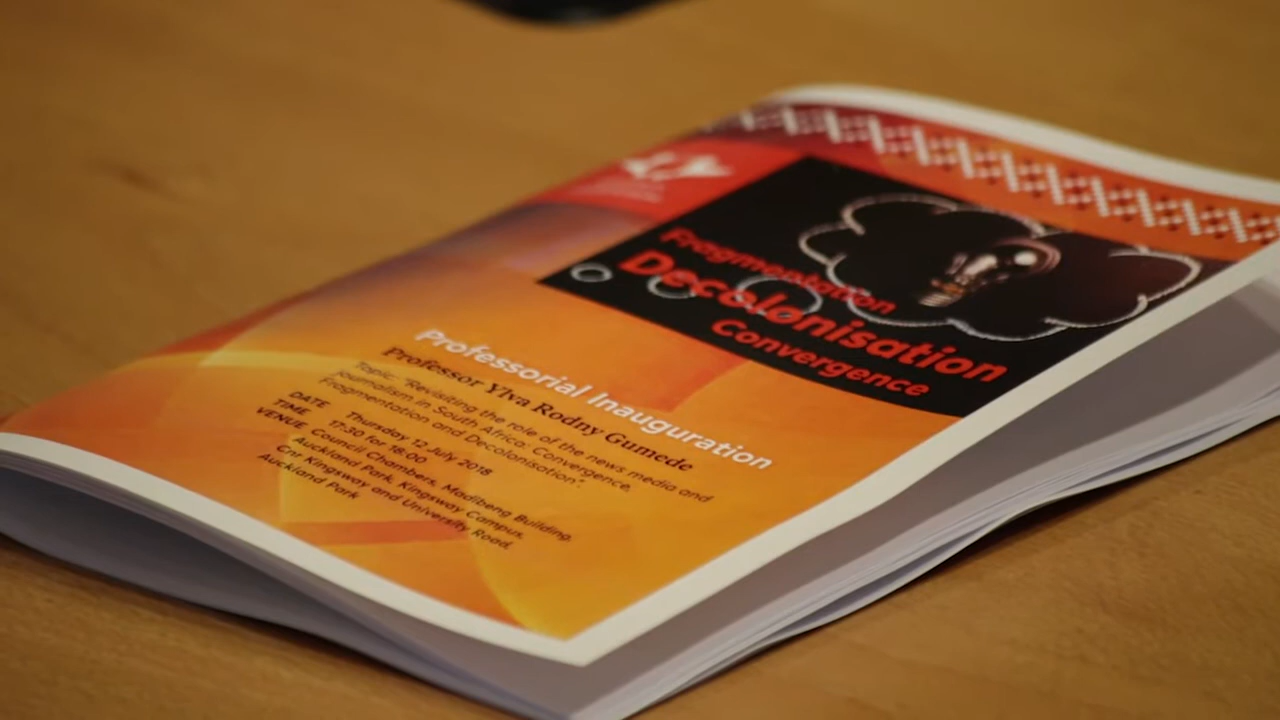 Fragmentation
Decolonisation
Convergence
Professorial Inauguration
Professor Ylva Rodny Gumede
Topic: "Revisiting the role of the news media and
journalism in South Africa: Convergence,
Fragmentation and Decolonisation".
DATE Thursday 12 July 2018
TIME 17:30 for 18:00
VENUE Council Chambers, Madibeng Building,
Auckland Park, Kingsway Campus,
Cnr Kingsway and University Road,
Auckland Park